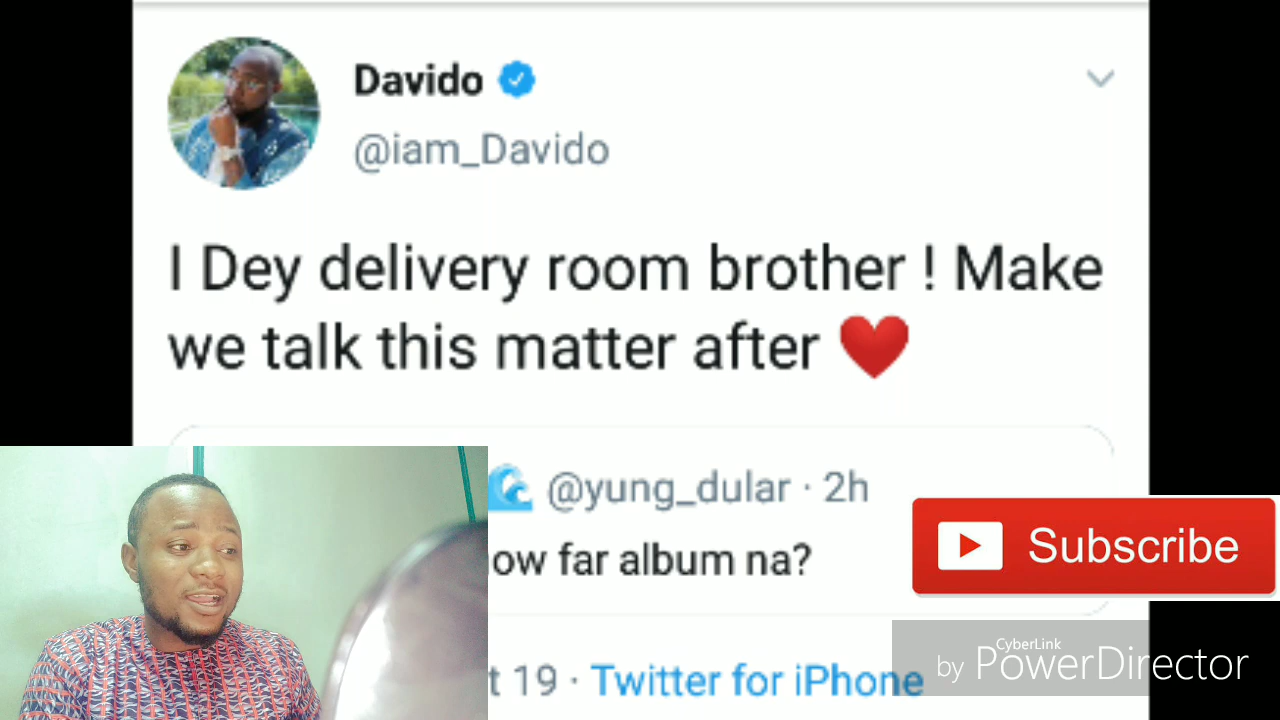 Davido
@iam_Davido
I Dey delivery room brother ! Make
we talk this matter after ❤️
@yung_dular · 2h
ow far album na?
Subscribe
t 19 · Twitter for iPhone
CyberLink
by PowerDirector